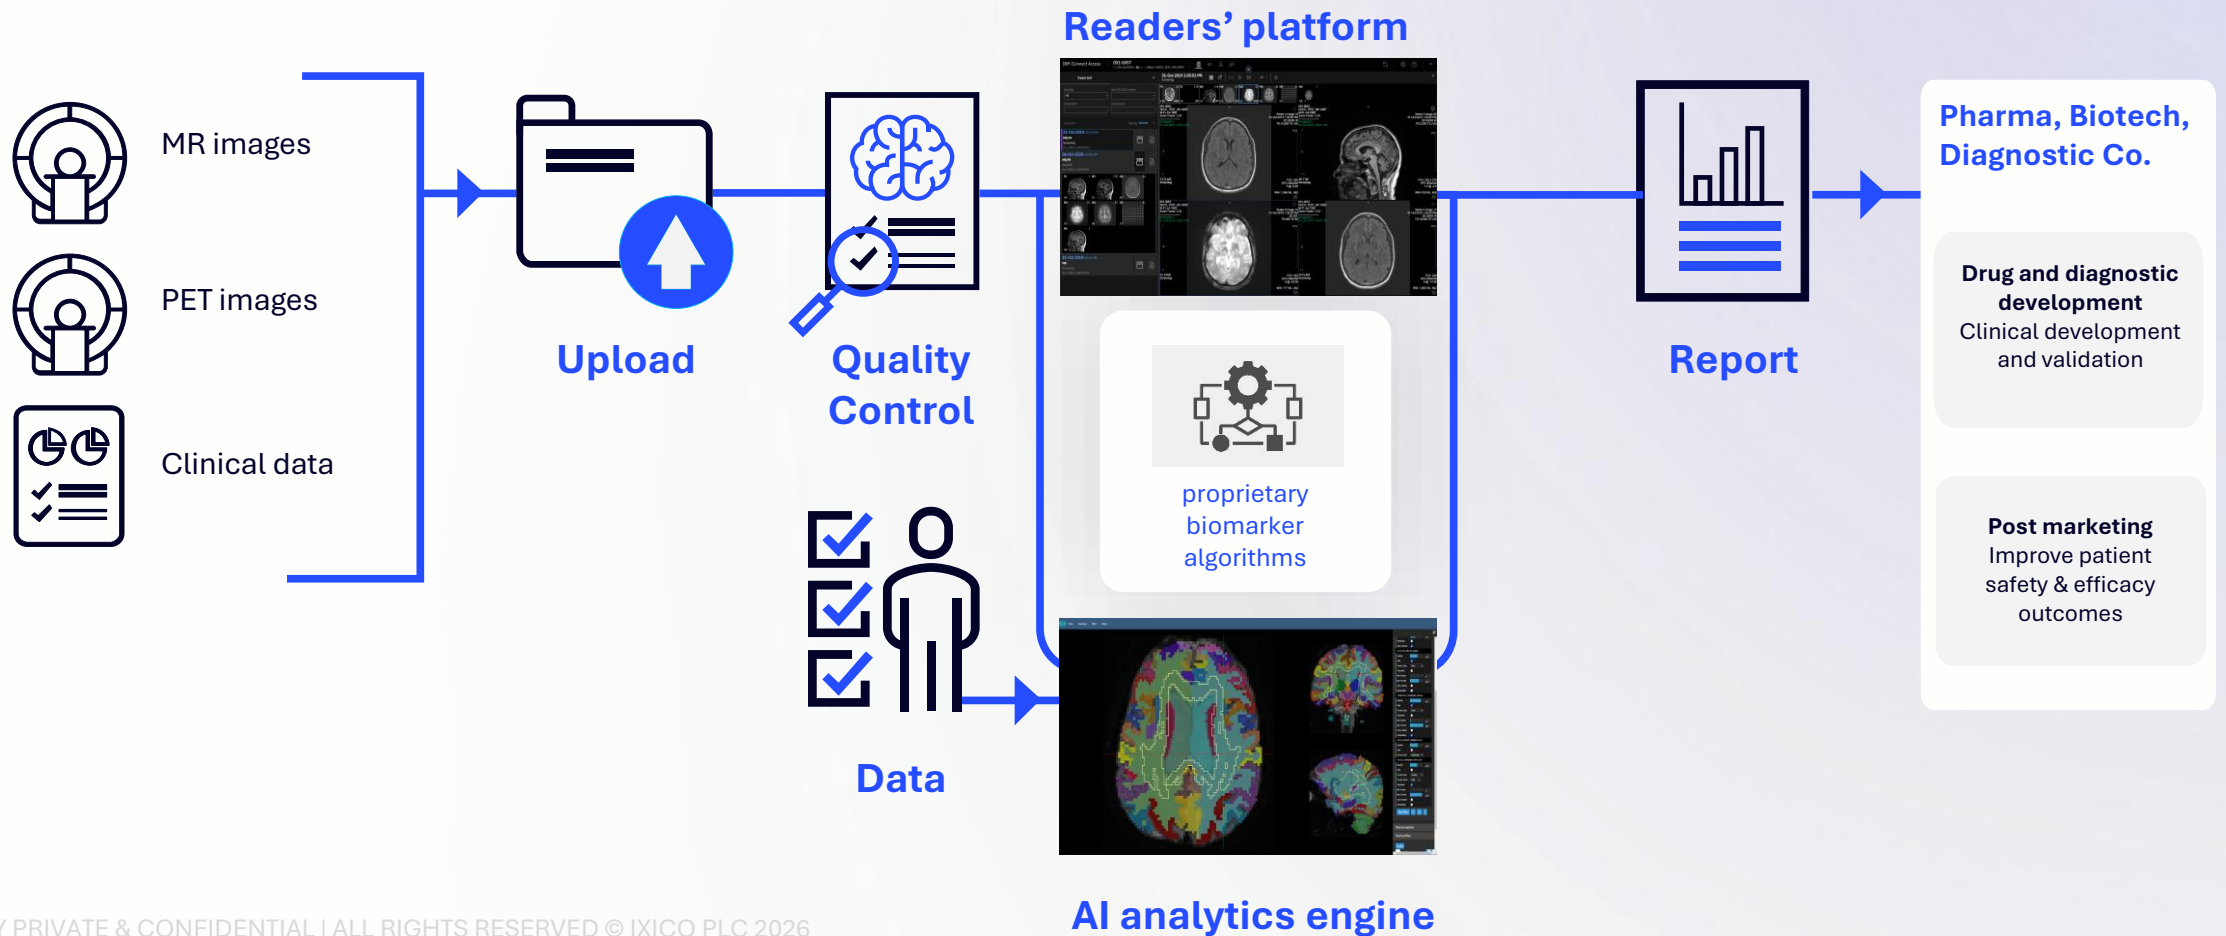 Readers’ platform
MR images
PET images
Clinical data
Upload
Quality
Control
proprietary
biomarker
algorithms
Data
AI analytics engine
Report
Pharma, Biotech,
Diagnostic Co.
Drug and diagnostic
development
Clinical development
and validation
Post marketing
Improve patient
safety & efficacy
outcomes
PRIVATE & CONFIDENTIAL | ALL RIGHTS RESERVED © IXICO PLC 2026